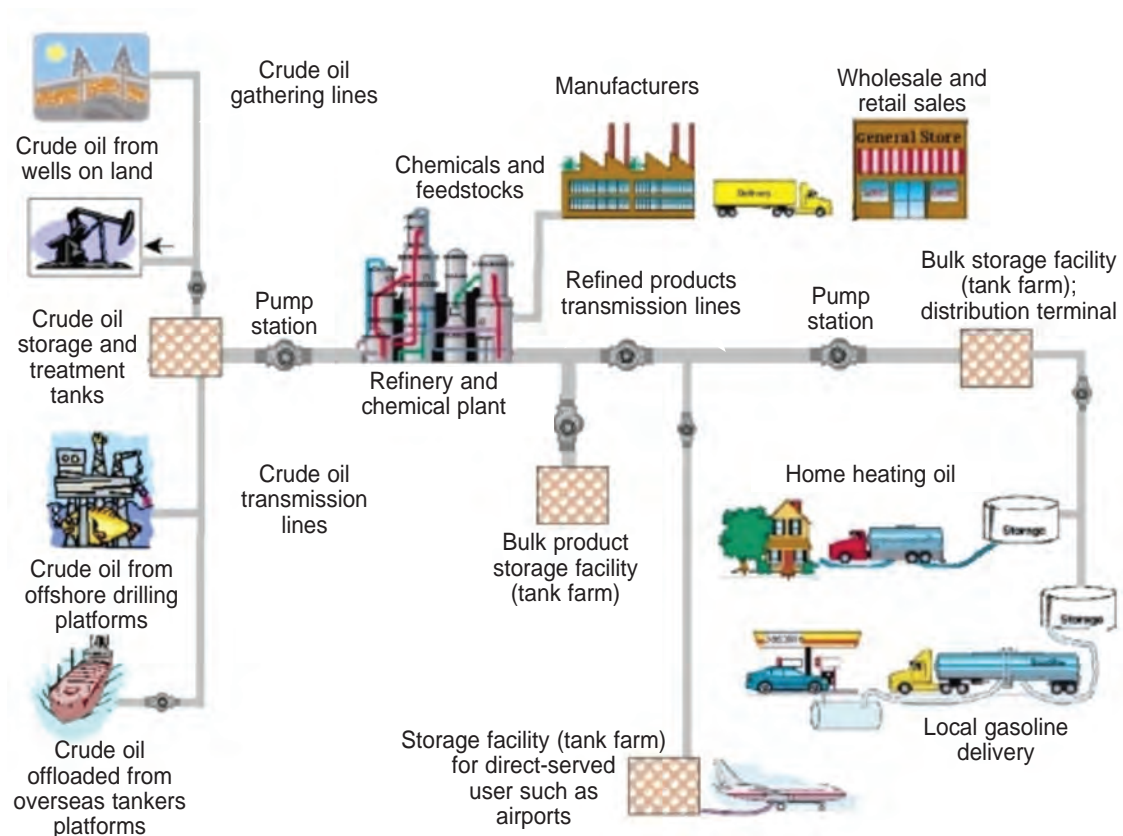 Crude oil
gathering lines
Manufacturers
Wholesale and
retail sales
General Store
Crude oil from
wells on land
Chemicals and
feedstocks
Delivery
Crude oil
storage and
treatment
tanks
Pump
station
Refined products
transmission lines
Pump
station
Bulk storage facility
(tank farm);
distribution terminal
Refinery and
chemical plant
Crude oil
transmission
lines
Home heating oil
Storage
Bulk product
storage facility
(tank farm)
Crude oil from
offshore drilling
platforms
Storage
Local gasoline
delivery
Storage facility (tank farm)
for direct-served
user such as
airports
Crude oil
offloaded from
overseas tankers
platforms